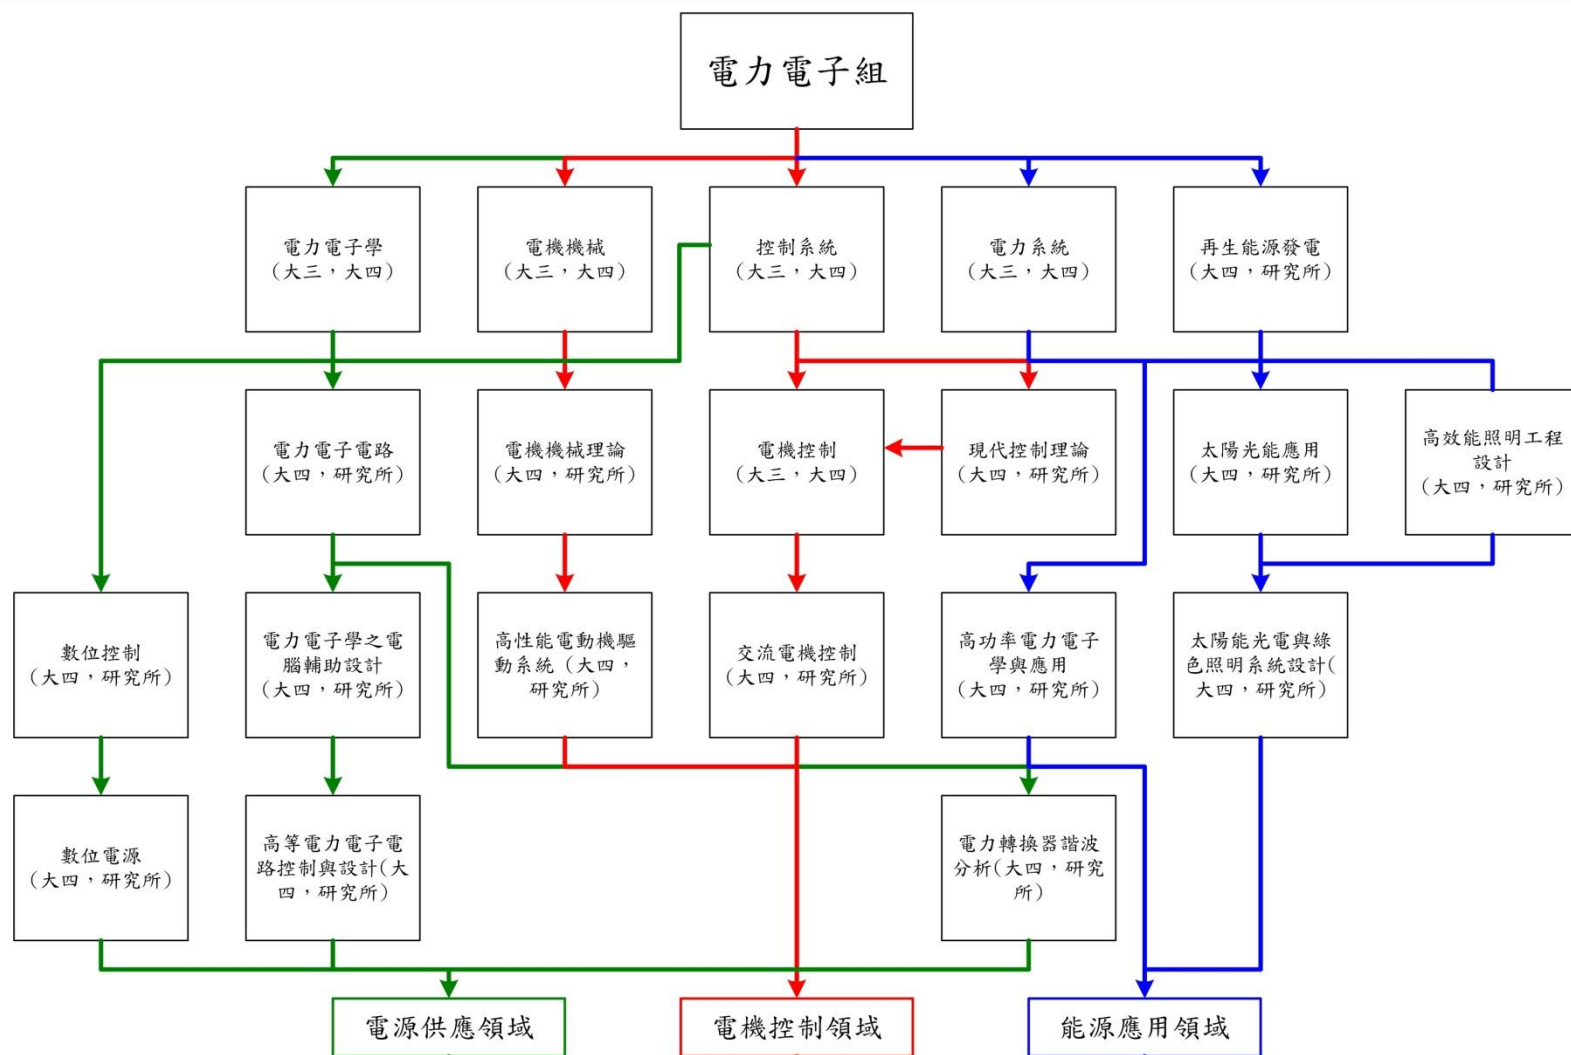 電力電子組
電力電子學
(大三，大四)
電機機械
(大三，大四)
控制系統
(大三，大四)
電力系統
(大三，大四)
再生能源發電
(大四，研究所)
電力電子電路
(大四，研究所)
電機機械理論
(大四，研究所)
電機控制
(大三，大四)
現代控制理論
(大四，研究所)
太陽光能應用
(大四，研究所)
高效能照明工程
設計
(大四，研究所)
數位控制
(大四，研究所)
電力電子學之電
腦輔助設計
(大四，研究所)
高性能電動機驅
動系統 (大四，
研究所)
交流電機控制
(大四，研究所)
高功率電力電子
學與應用
(大四，研究所)
太陽能光電與綠
色照明系統設計(
大四，研究所)
數位電源
(大四，研究所)
高等電力電子電
路控制與設計(大
四，研究所)
電力轉換器諧波
分析(大四，研究
所)
電源供應領域
電機控制領域
能源應用領域